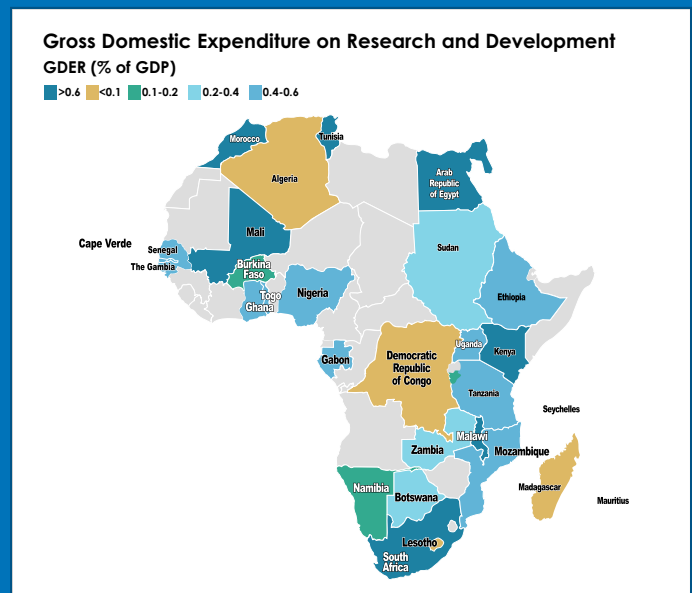 Gross Domestic Expenditure on Research and Development
GDER (% of GDP)
>0.6 <0.1 0.1-0.2 0.2-0.4 0.4-0.6
Morocco
Tunisia
Algeria
Arab
Republic
of Egypt
Mali
Cape Verde
Senegal
The Gambia
Burkina
Faso
Sudan
Togo
Ghana
Nigeria
Ethiopia
Gabon
Democratic
Republic
of Congo
Uganda
Kenya
Tanzania
Seychelles
Malawi
Zambia
Mozambique
Namibia
Botswana
Madagascar
Mauritius
Lesotho
South
Africa